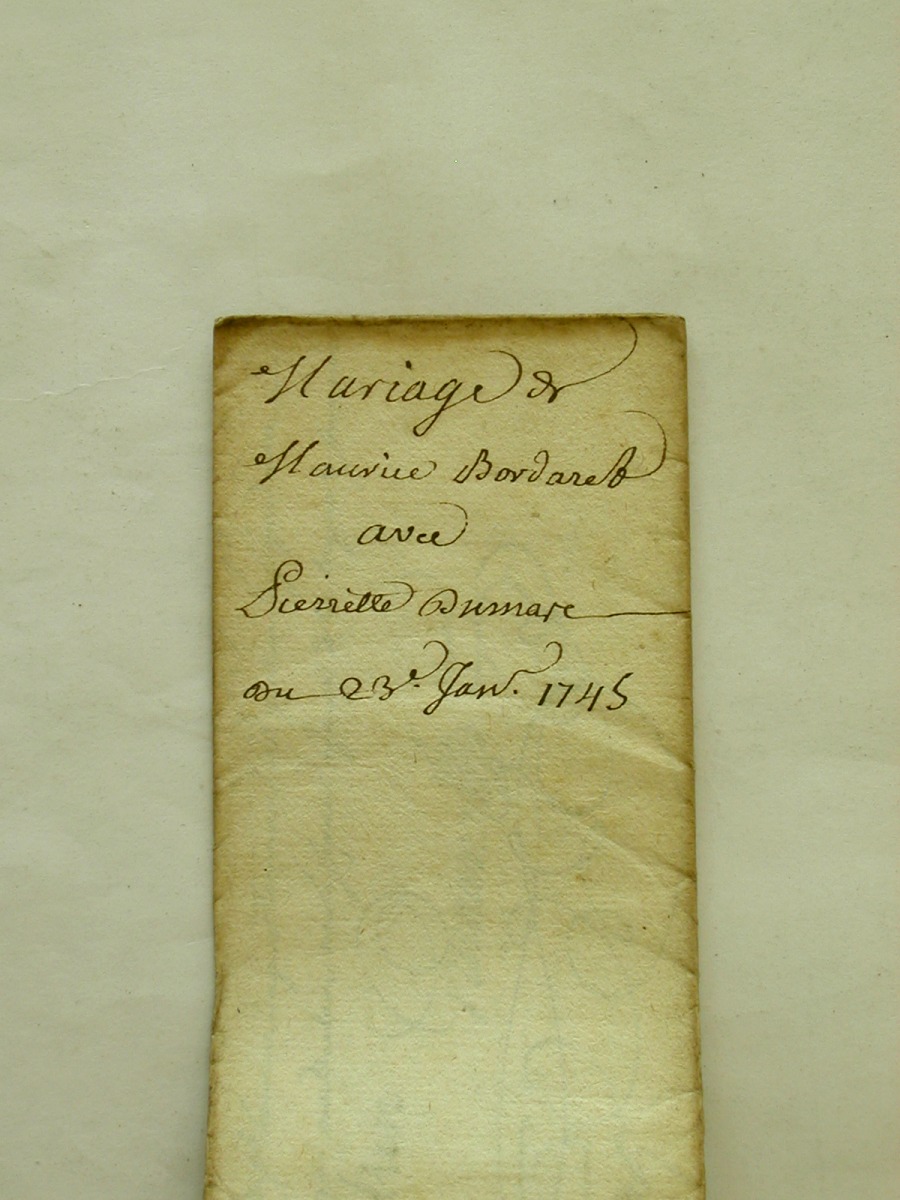 Mariage de
Maurice Bordaret
avec
Pierrette Dumare
du 23e. Janv. 1745